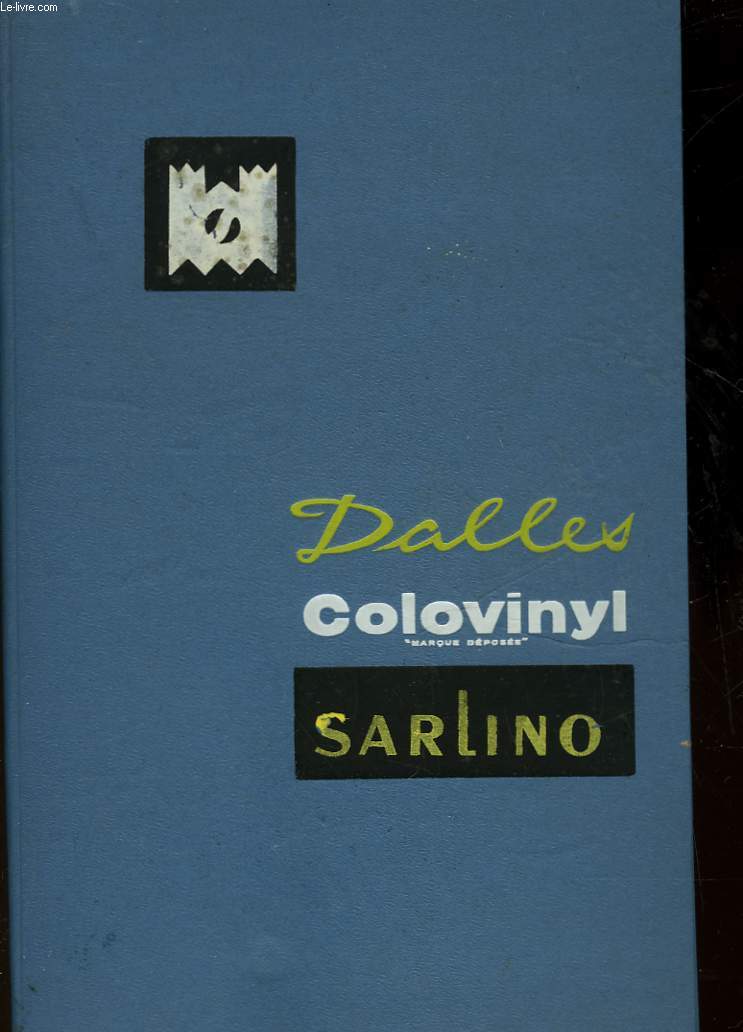 Le-livre.com
Dalles
Colovinyl
"MARQUE DÉPOSÉE"
SARLINO